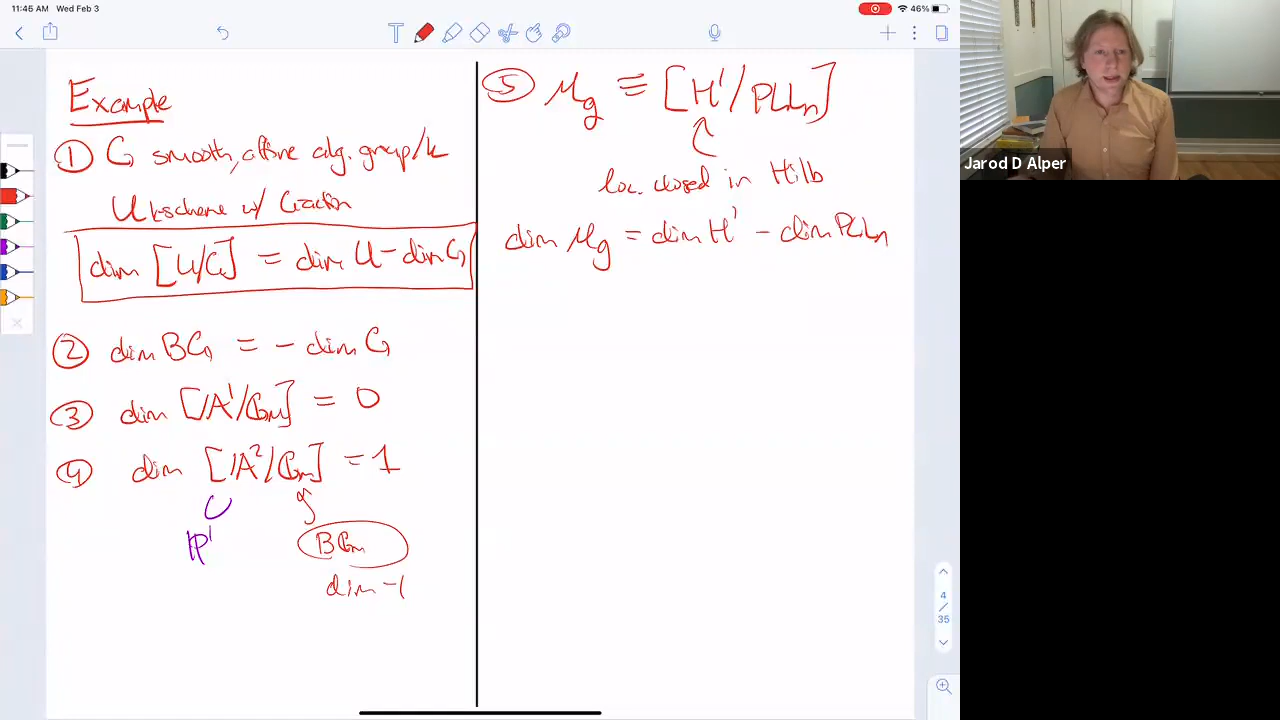 11:45 AM Wed Feb 3
46%
Example
① G smooth, affine alg. group/k
U k-scheme w/ G-action
dim [U/G] = dim U - dim G
② dim BG = - dim G
③ dim [A¹/Gm] = 0
④ dim [A²/Gm] = 1
P¹
BGm
dim -1
⑤ Mg ≡ [H'/PGLn]
loc. closed in Hilb
dim Mg = dim H' - dim PGLn
4
/
35
Jarod D Alper